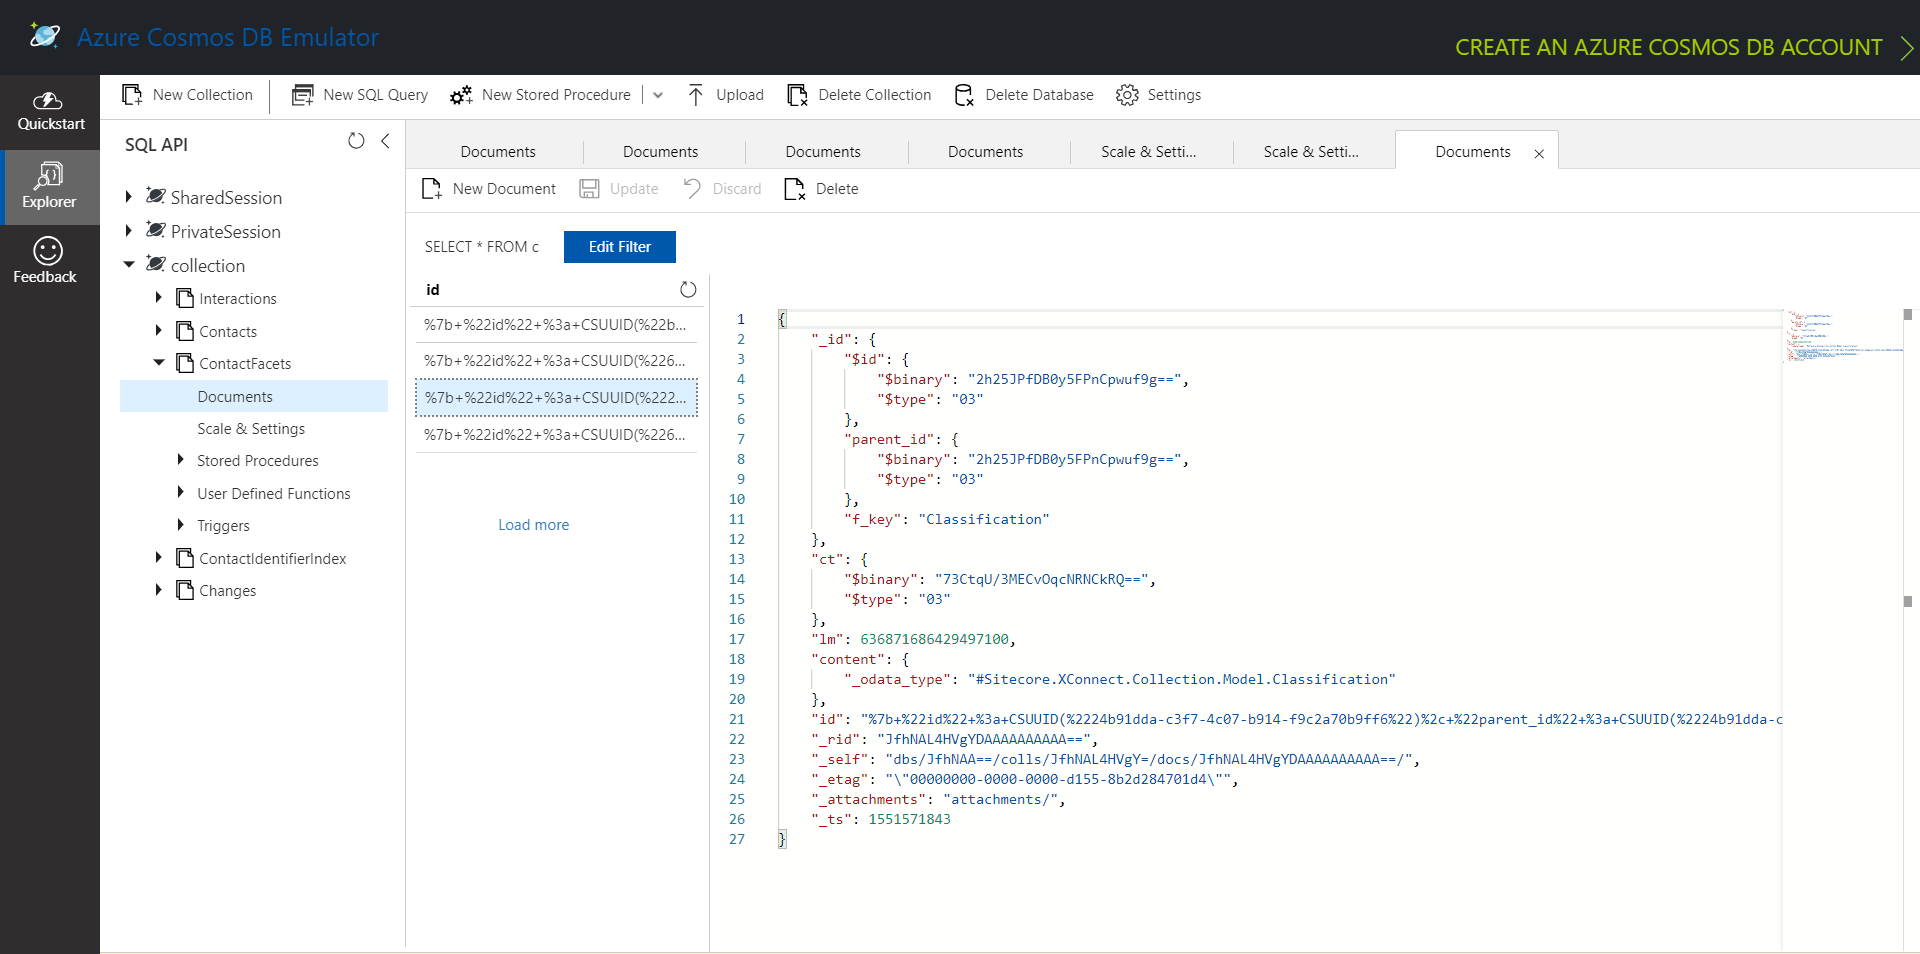 Azure Cosmos DB Emulator
CREATE AN AZURE COSMOS DB ACCOUNT
Quickstart
Explorer
Feedback
New Collection
New SQL Query
New Stored Procedure
Upload
Delete Collection
Delete Database
Settings
SQL API
SharedSession
PrivateSession
collection
Interactions
Contacts
ContactFacets
Documents
Scale & Settings
Stored Procedures
User Defined Functions
Triggers
ContactIdentifierIndex
Changes
Documents
Documents
Documents
Documents
Scale & Setti...
Scale & Setti...
Documents
New Document
Update
Discard
Delete
SELECT * FROM c
Edit Filter
id
%7b+%22id%22+%3a+CSUUID(%22b...
%7b+%22id%22+%3a+CSUUID(%226...
%7b+%22id%22+%3a+CSUUID(%222...
%7b+%22id%22+%3a+CSUUID(%226...
Load more
1 {
2 "_id": {
3 "$id": {
4 "$binary": "2h25JPfDB0y5FPnCpwuf9g==",
5 "$type": "03"
6 },
7 "parent_id": {
8 "$binary": "2h25JPfDB0y5FPnCpwuf9g==",
9 "$type": "03"
10 },
11 "f_key": "Classification"
12 },
13 "ct": {
14 "$binary": "73CtqU/3MECvOqcNRNCkRQ==",
15 "$type": "03"
16 },
17 "lm": 636871686429497100,
18 "content": {
19 "_odata_type": "#Sitecore.XConnect.Collection.Model.Classification"
20 },
21 "id": "%7b+%22id%22+%3a+CSUUID(%2224b91dda-c3f7-4c07-b914-f9c2a70b9ff6%22)%2c+%22parent_id%22+%3a+CSUUID(%2224b91dda-c
22 "_rid": "JfhNAL4HVgYDAAAAAAAAAA==",
23 "_self": "dbs/JfhNAA==/colls/JfhNAL4HVgY=/docs/JfhNAL4HVgYDAAAAAAAAAA==/",
24 "_etag": "\"00000000-0000-0000-d155-8b2d284701d4\"",
25 "_attachments": "attachments/",
26 "_ts": 1551571843
27 }